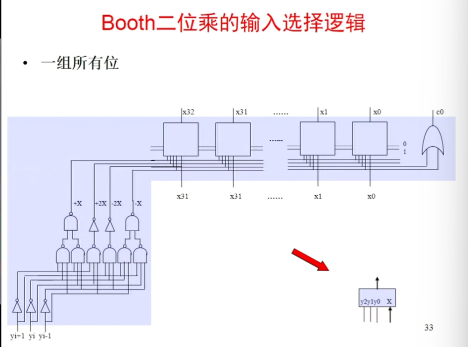 Booth二位乘的输入选择逻辑
• 一组所有位
x32 x31 ...... x1 x0 c0
......
0
1
x31 x31 ...... x1 x0
+X +2X -2X -X
yi+1 yi yi-1
y2y1y0 X
33